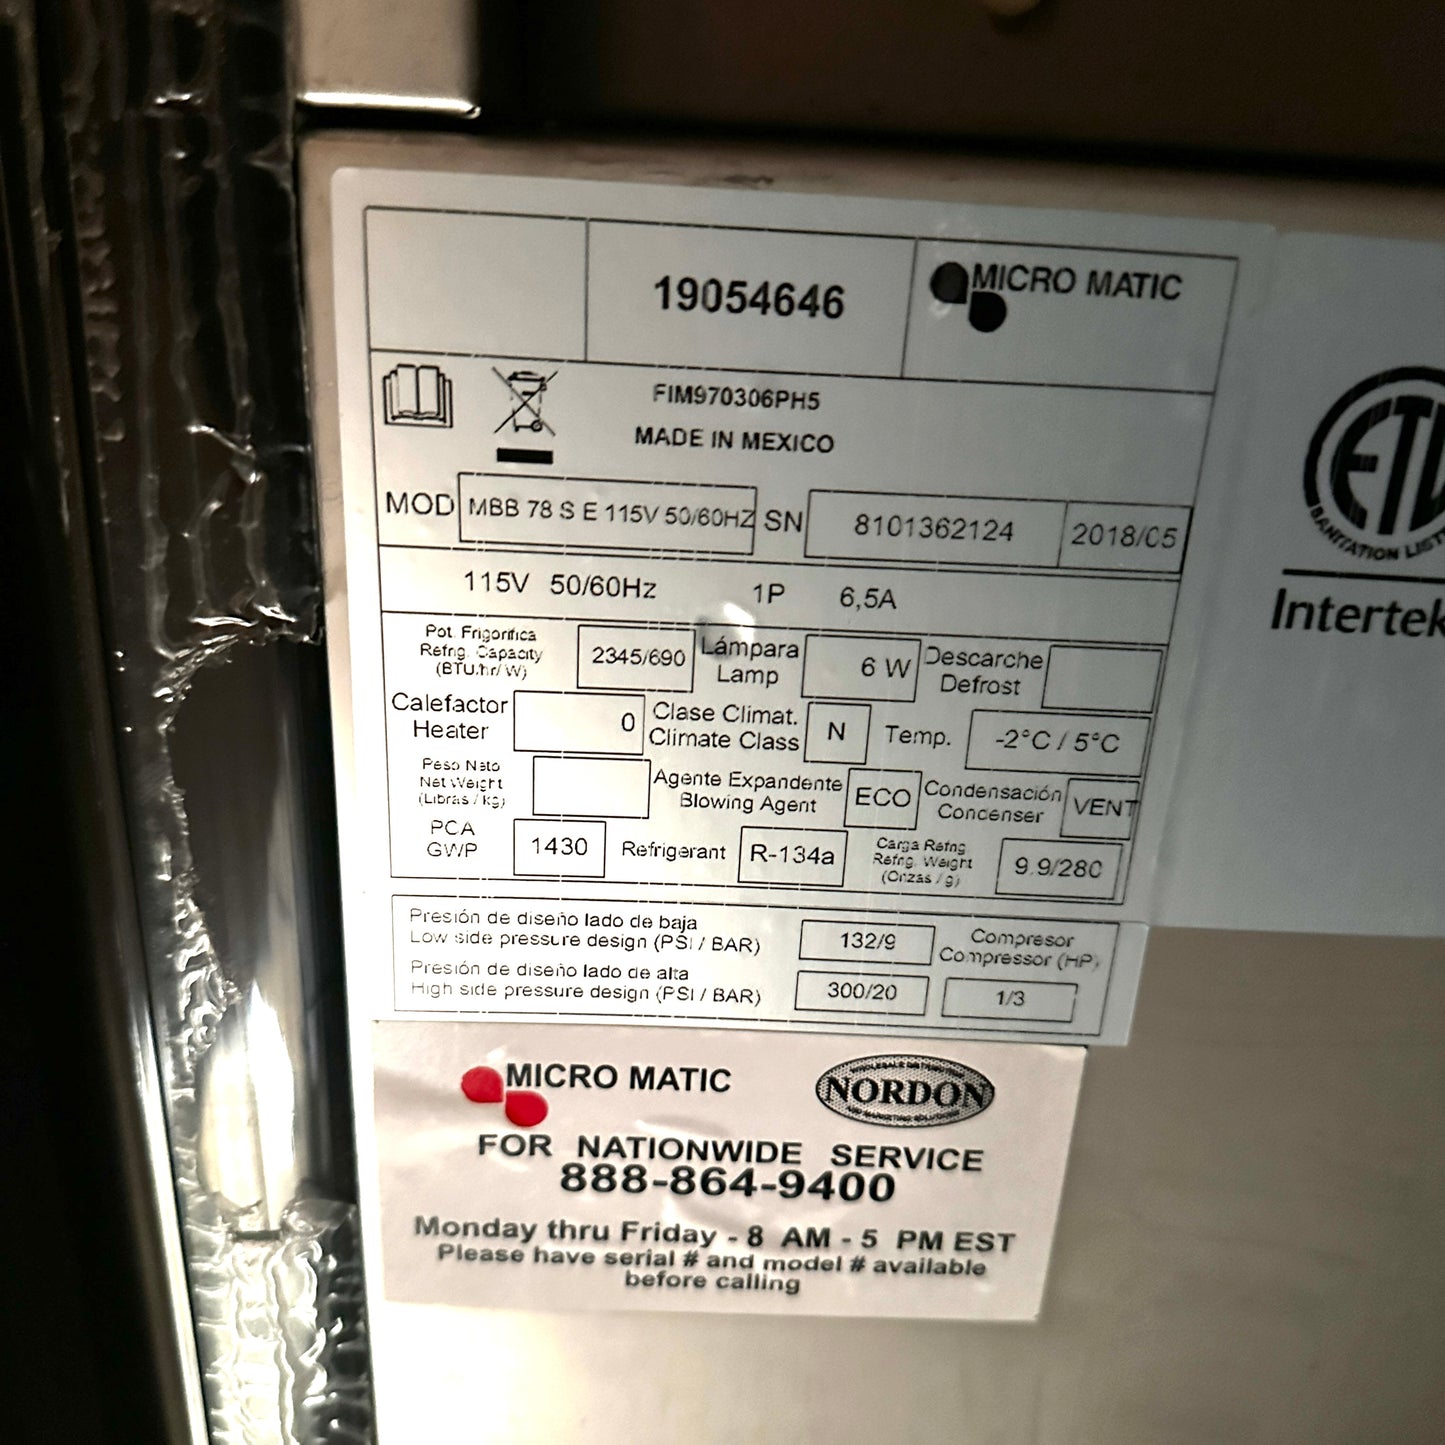 19054646
MICRO MATIC
FIM970306PH5
MADE IN MEXICO
MOD MBB 78 S E 115V 50/60HZ SN 8101362124 2018/05
115V 50/60Hz 1P 6,5A
Pot. Frigorifica
Refrig. Capacity
(BTU.hr/W)
2345/690
Lámpara
Lamp
6 W
Descarche
Defrost
Calefactor
Heater
0
Clase Climat.
Climate Class
N
Temp.
-2°C / 5°C
Peso Neto
Net Weight
(Libras / kg)
Agente Expandente
Blowing Agent
ECO
Condensación
Concenser
VENT
PCA
GWP
1430
Refrigerant
R-134a
Carga Refrig
Refrig. Weight
(Onzas / g)
9.9/280
Presión de diseño lado de baja
Low side pressure design (PSI / BAR)
132/9
Compresor
Compressor (HP)
Presión de diseño lado de alta
High side pressure design (PSI / BAR)
300/20
1/3
ETL
SANITATION LISTE
Intertek
MICRO MATIC
NORDON
FOR NATIONWIDE SERVICE
888-864-9400
Monday thru Friday - 8 AM - 5 PM EST
Please have serial # and model # available
before calling